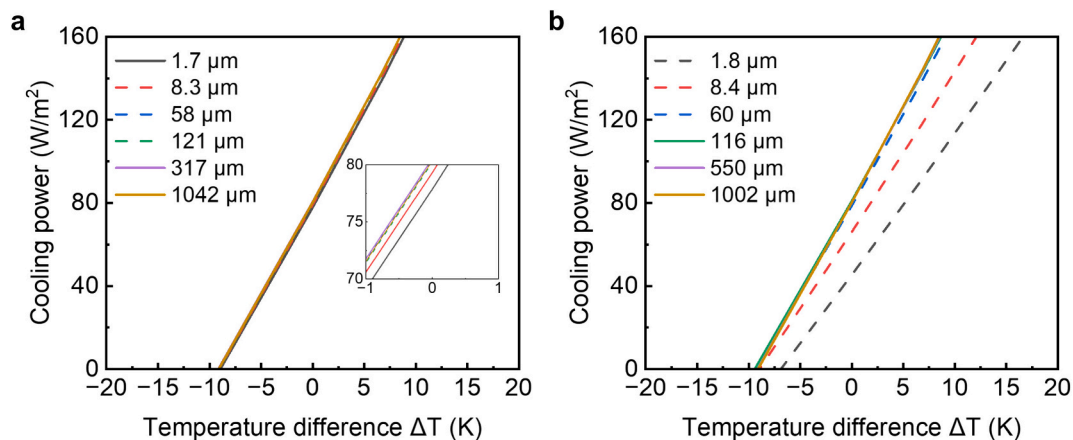 a
Cooling power (W/m²)
160
120
80
40
0
1.7 µm
8.3 µm
58 µm
121 µm
317 µm
1042 µm
80
75
70
−1 0 1
−20 −15 −10 −5 0 5 10 15 20
Temperature difference ΔT (K)
b
Cooling power (W/m²)
160
120
80
40
0
1.8 µm
8.4 µm
60 µm
116 µm
550 µm
1002 µm
−20 −15 −10 −5 0 5 10 15 20
Temperature difference ΔT (K)